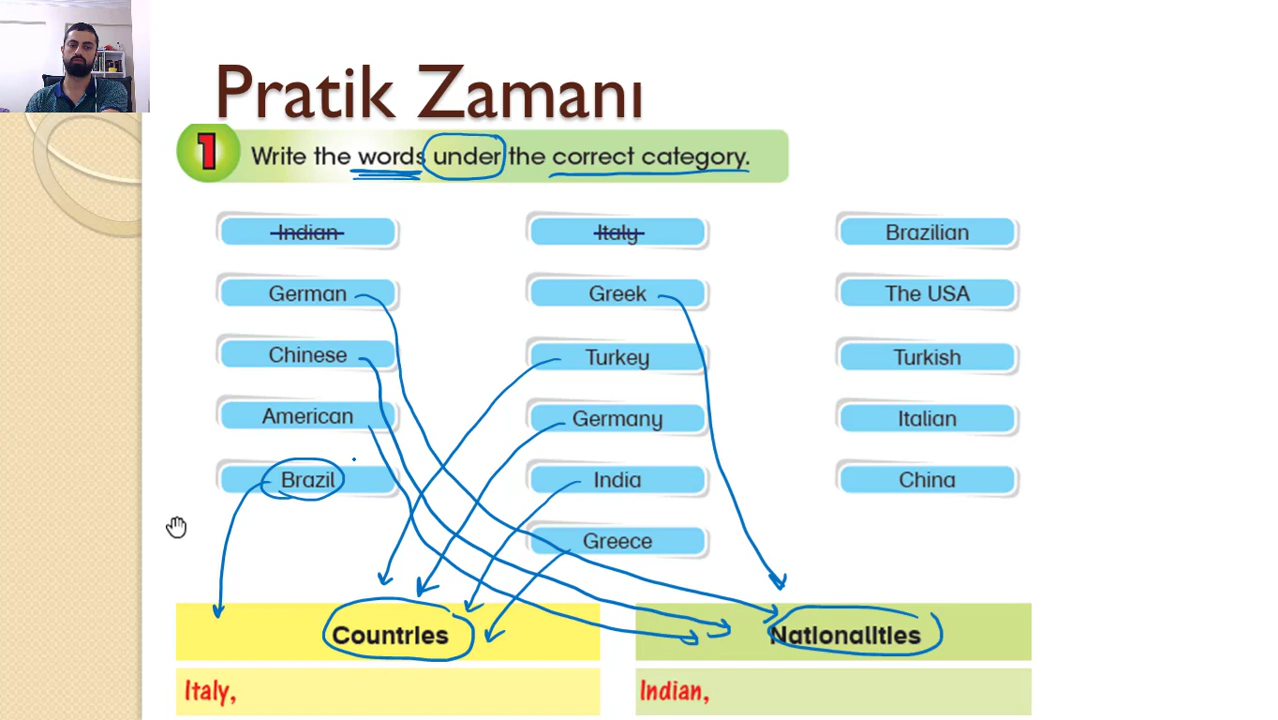 Pratik Zamanı
1 Write the words under the correct category.
Indian Italy Brazilian
German Greek The USA
Chinese Turkey Turkish
American Germany Italian
Brazil India China
Greece
Countries Nationalities
Italy, Indian,